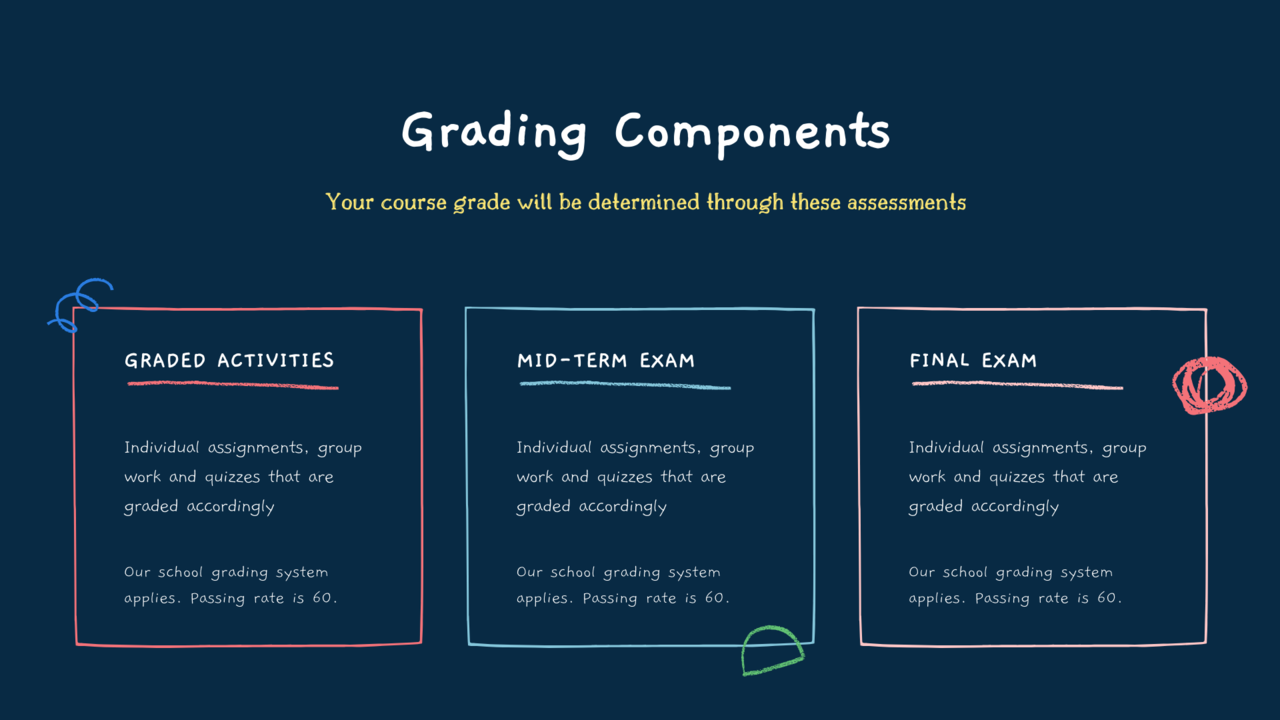 Grading Components
Your course grade will be determined through these assessments
GRADED ACTIVITIES
Individual assignments, group
work and quizzes that are
graded accordingly
Our school grading system
applies. Passing rate is 60.
MID-TERM EXAM
Individual assignments, group
work and quizzes that are
graded accordingly
Our school grading system
applies. Passing rate is 60.
FINAL EXAM
Individual assignments, group
work and quizzes that are
graded accordingly
Our school grading system
applies. Passing rate is 60.